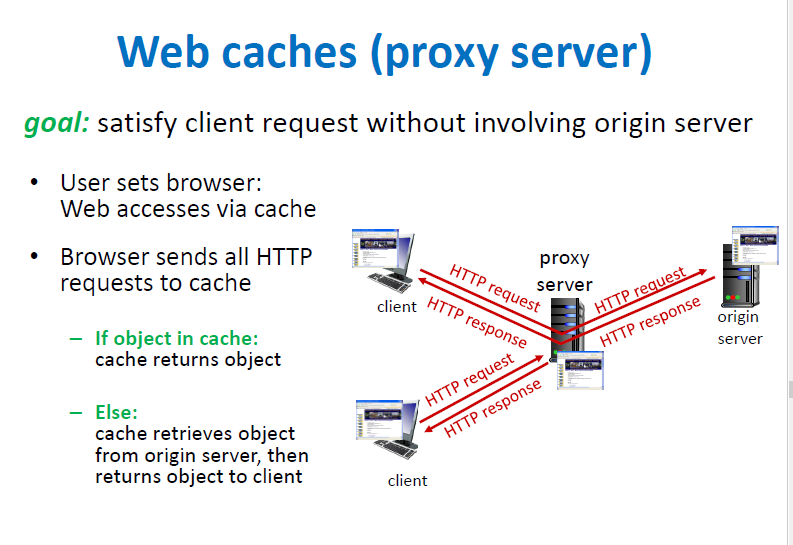 Web caches (proxy server)
goal: satisfy client request without involving origin server
• User sets browser:
Web accesses via cache
• Browser sends all HTTP
requests to cache
– If object in cache:
cache returns object
– Else:
cache retrieves object
from origin server, then
returns object to client
client
HTTP request
HTTP response
proxy
server
HTTP request
HTTP response
origin
server
HTTP request
HTTP response
client